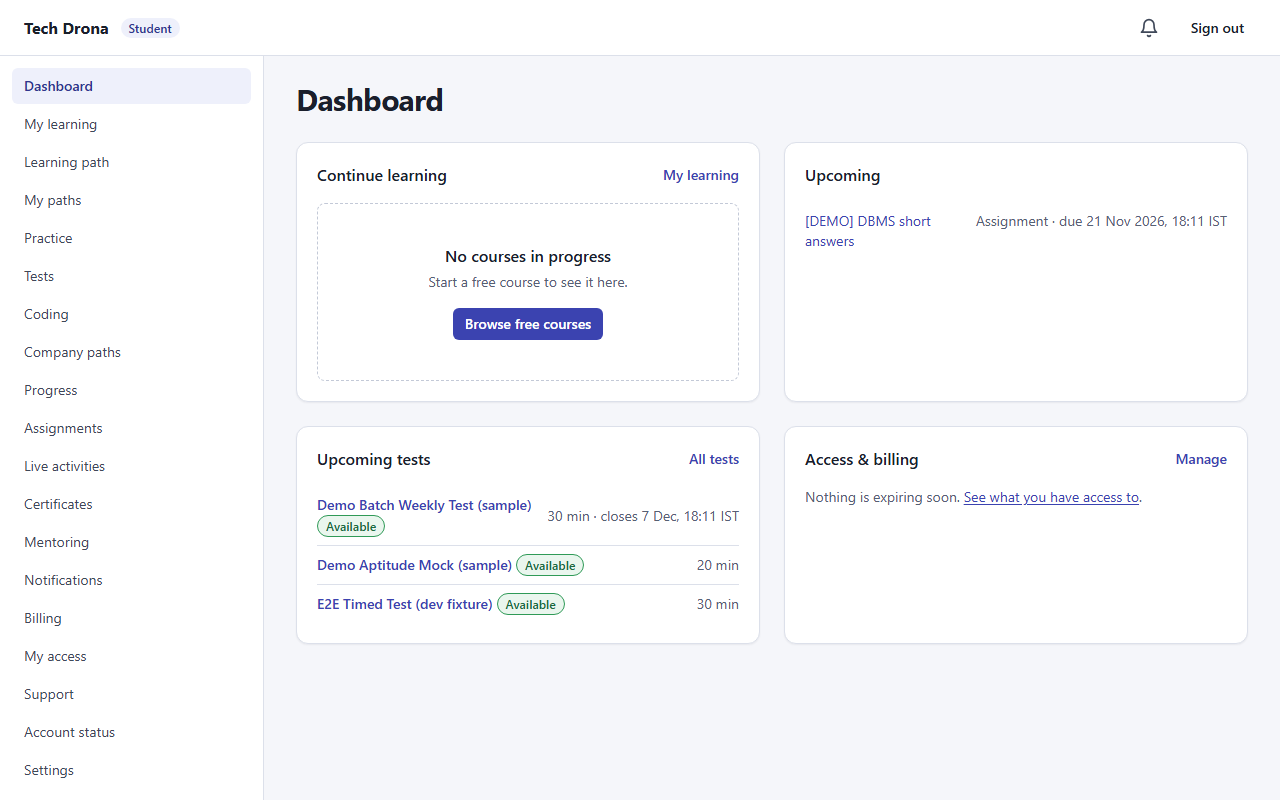 Tech Drona Student Sign out
Dashboard
My learning
Learning path
My paths
Practice
Tests
Coding
Company paths
Progress
Assignments
Live activities
Certificates
Mentoring
Notifications
Billing
My access
Support
Account status
Settings
Dashboard
Continue learning My learning
No courses in progress
Start a free course to see it here.
Browse free courses
Upcoming
[DEMO] DBMS short Assignment · due 21 Nov 2026, 18:11 IST
answers
Upcoming tests All tests
Demo Batch Weekly Test (sample) 30 min · closes 7 Dec, 18:11 IST
Available
Demo Aptitude Mock (sample) Available 20 min
E2E Timed Test (dev fixture) Available 30 min
Access & billing Manage
Nothing is expiring soon. See what you have access to.